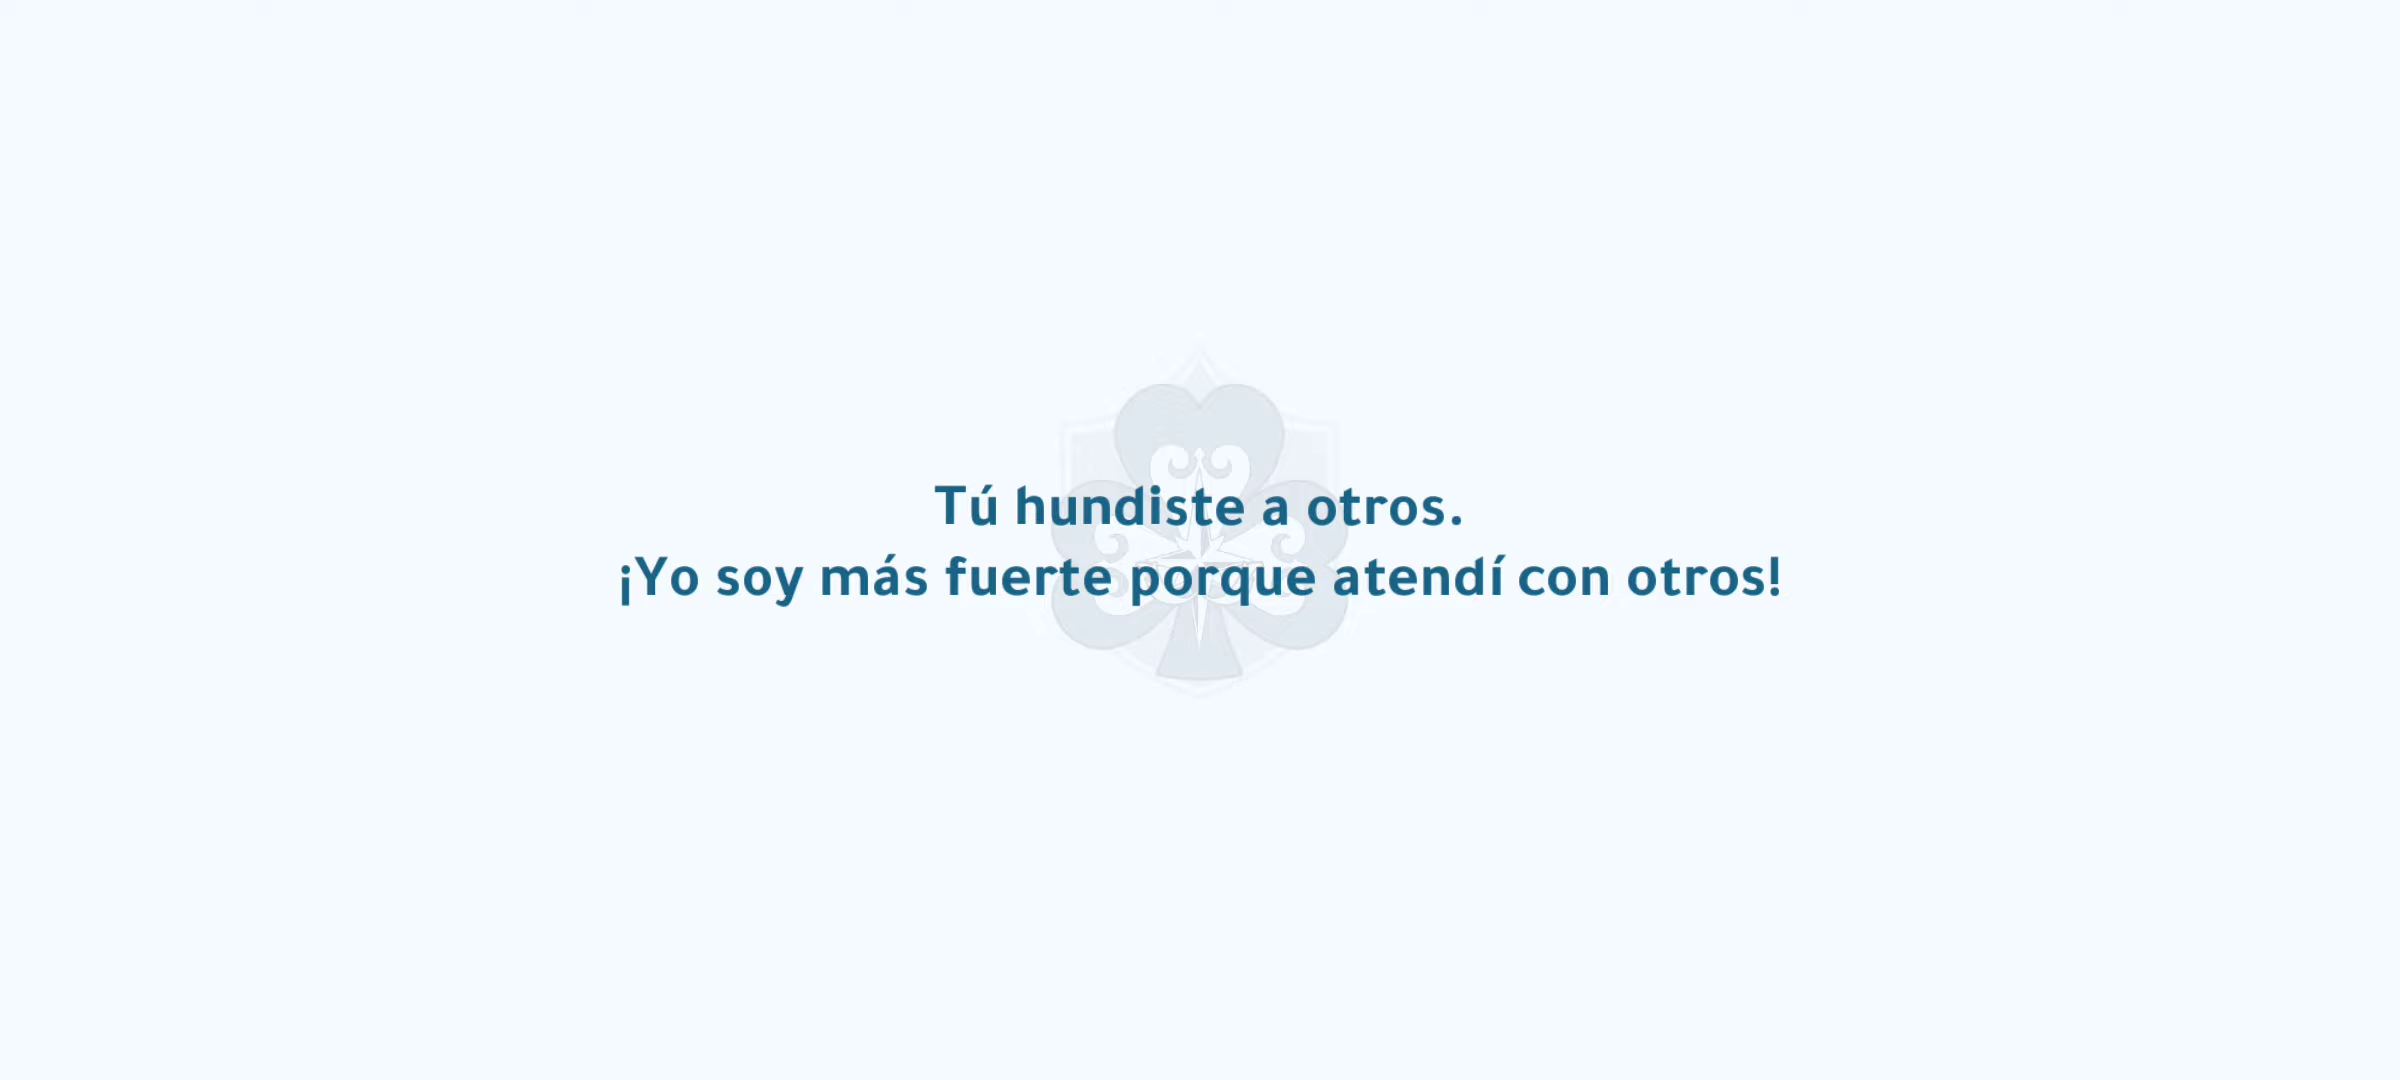 Tú hundiste a otros.
¡Yo soy más fuerte porque atendí con otros!